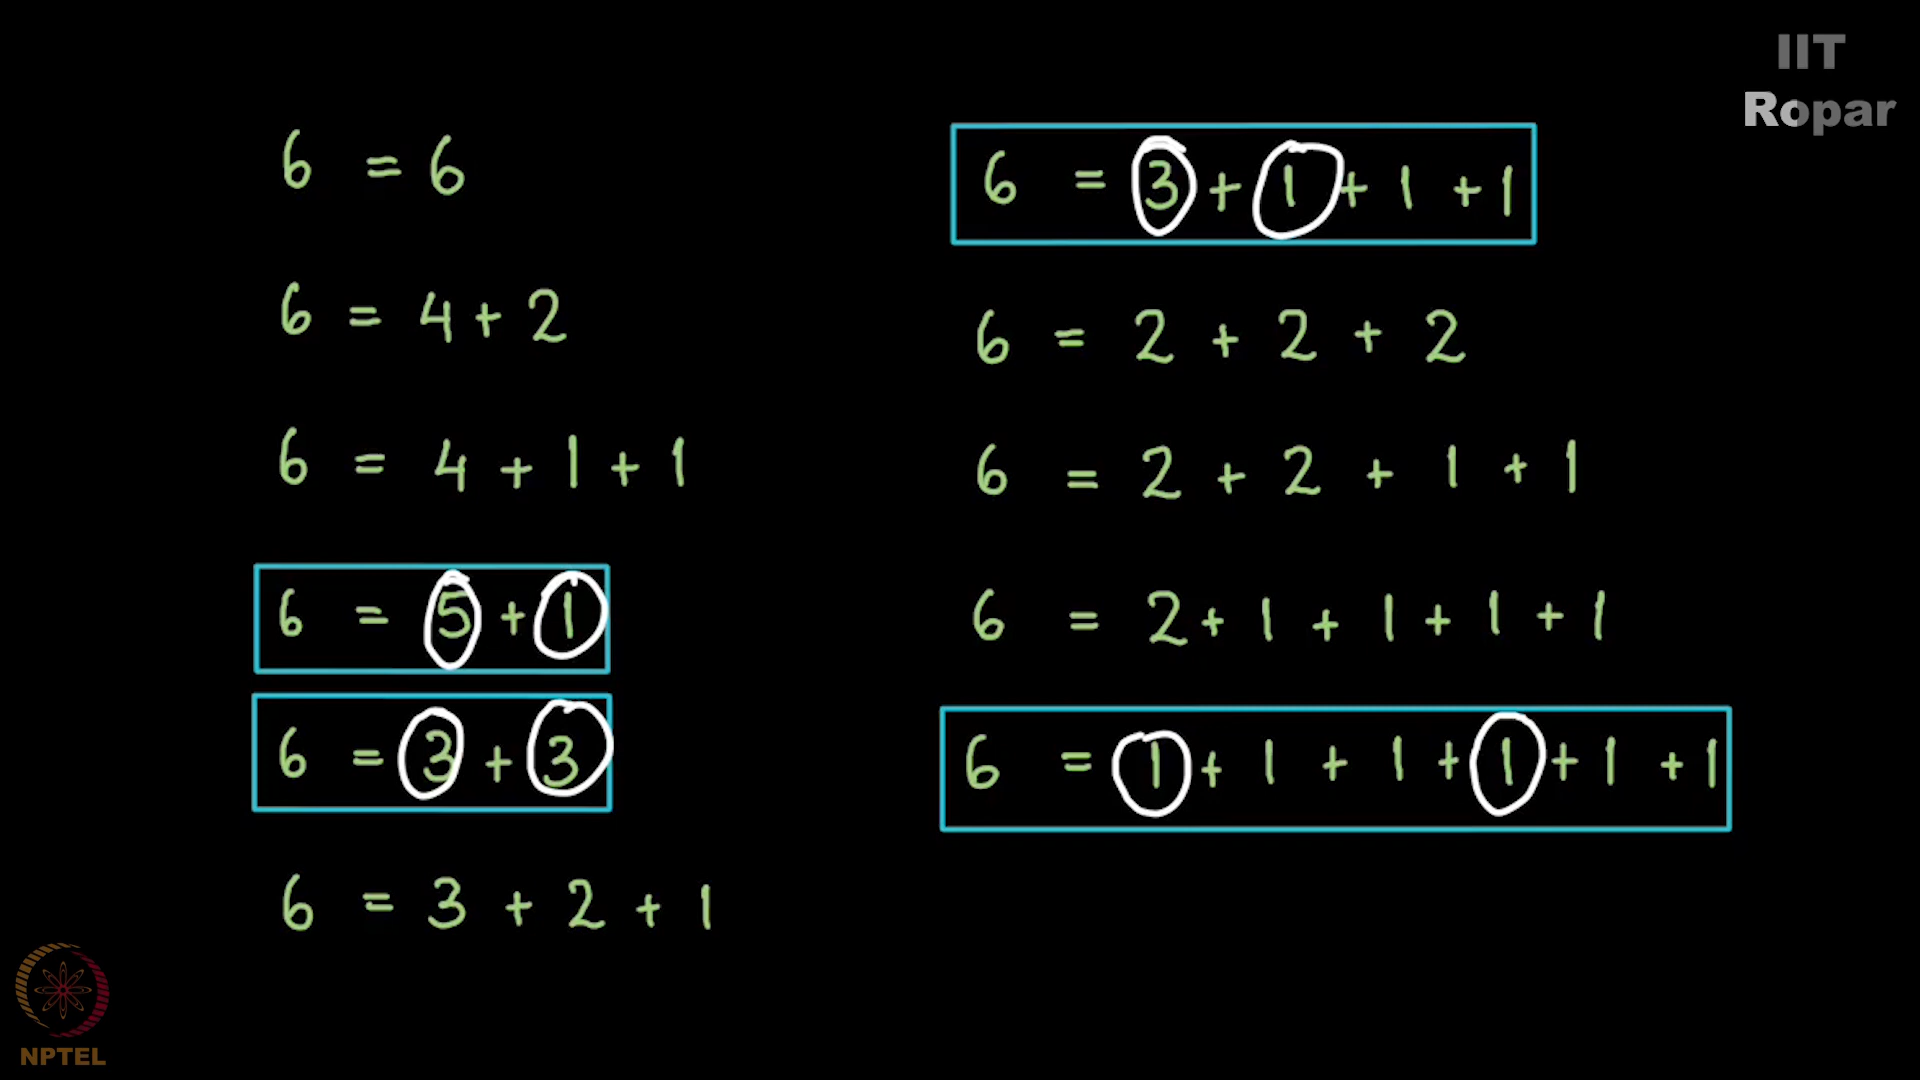 IIT
Ropar
6 = 6
6 = 4 + 2
6 = 4 + 1 + 1
6 = 5 + 1
6 = 3 + 3
6 = 3 + 2 + 1
6 = 3 + 1 + 1 + 1
6 = 2 + 2 + 2
6 = 2 + 2 + 1 + 1
6 = 2 + 1 + 1 + 1 + 1
6 = 1 + 1 + 1 + 1 + 1 + 1
NPTEL